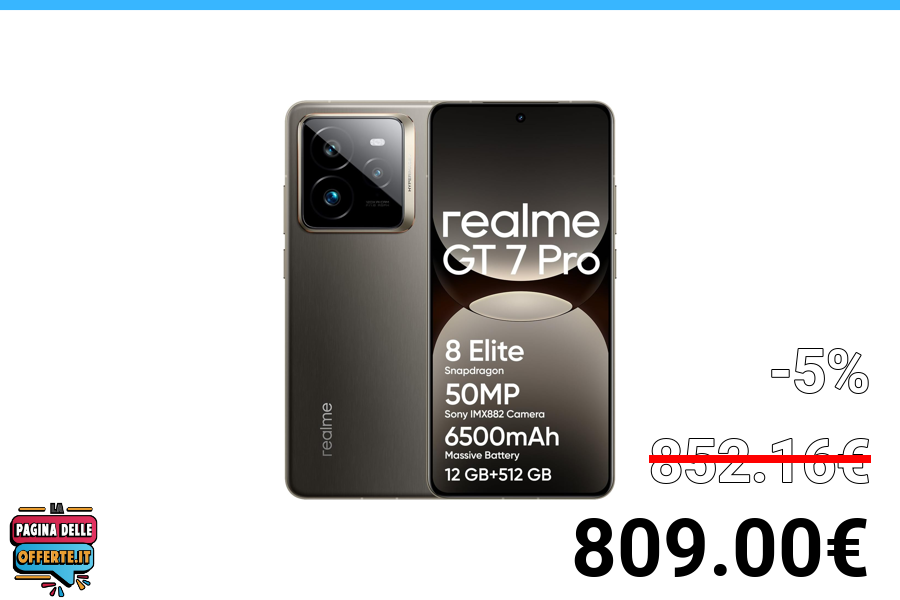 realme
GT 7 Pro
8 Elite
Snapdragon
50MP
Sony IMX882 Camera
6500mAh
Massive Battery
12 GB+512 GB
realme
-5%
852.16€
809.00€
LA
PAGINA DELLE
OFFERTE.IT